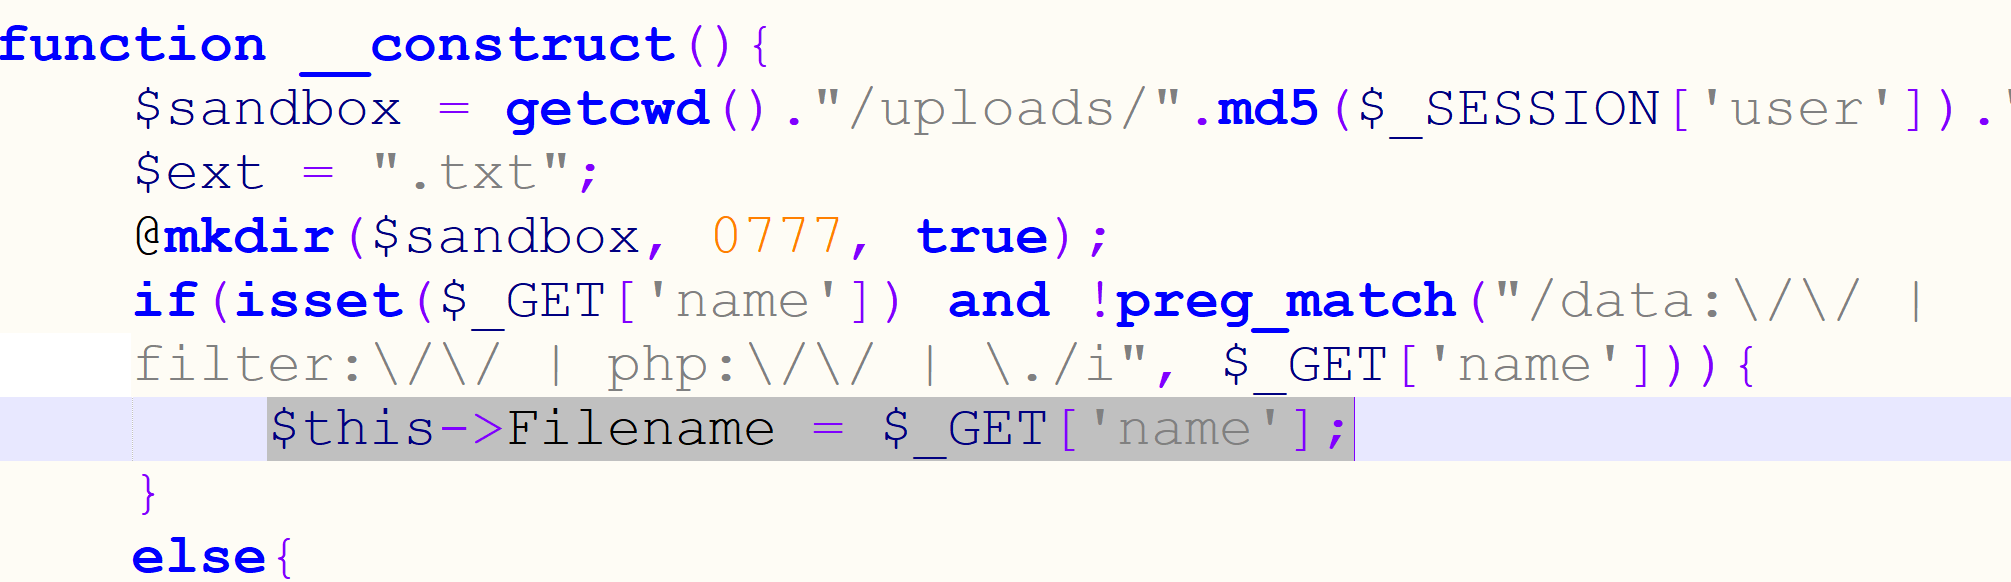 function __construct(){
$sandbox = getcwd()."/uploads/".md5($_SESSION['user']).
$ext = ".txt";
@mkdir($sandbox, 0777, true);
if(isset($_GET['name']) and !preg_match("/data:\/\/ |
filter:\/\/ | php:\/\/ | \./i", $_GET['name'])){
$this->Filename = $_GET['name'];
}
else{